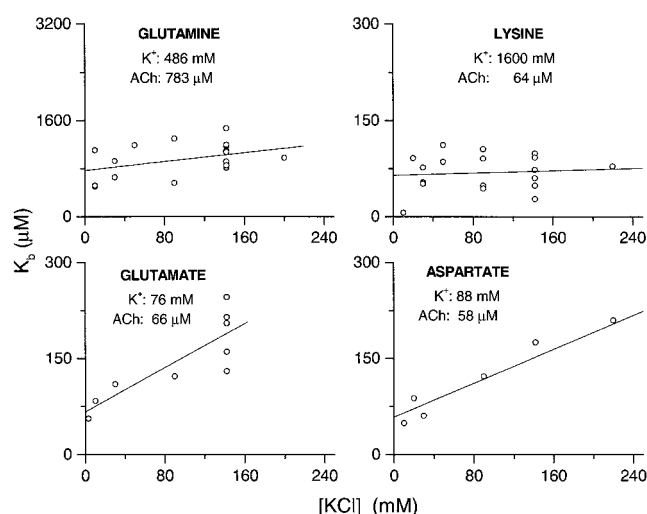 GLUTAMINE
K⁺: 486 mM
ACh: 783 µM
3200
1600
0
0 80 160 240
LYSINE
K⁺: 1600 mM
ACh: 64 µM
300
150
0
0 80 160 240
K_b (µM)
GLUTAMATE
K⁺: 76 mM
ACh: 66 µM
300
150
0
0 80 160 240
ASPARTATE
K⁺: 88 mM
ACh: 58 µM
300
150
0
0 80 160 240
[KCl] (mM)